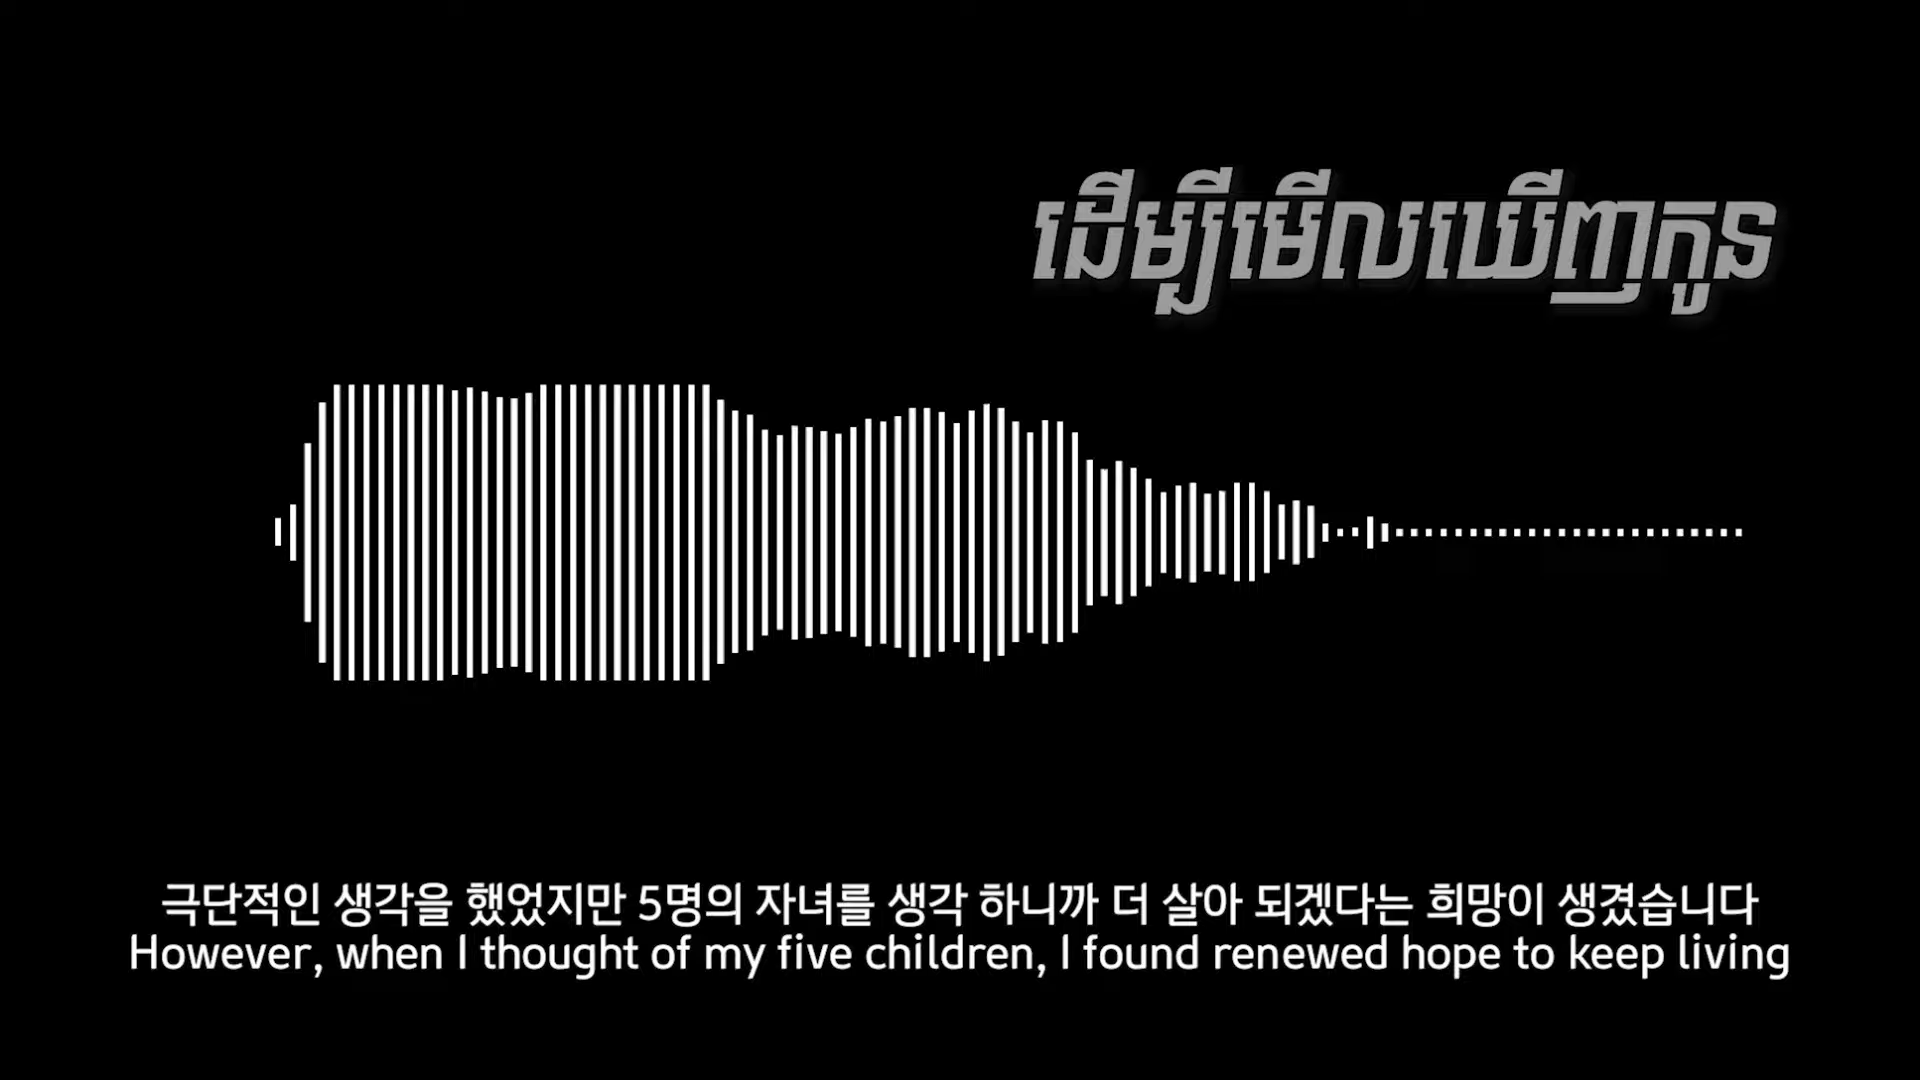 ដើម្បីមើលឃើញកូន
극단적인 생각을 했었지만 5명의 자녀를 생각 하니까 더 살아 되겠다는 희망이 생겼습니다
However, when I thought of my five children, I found renewed hope to keep living